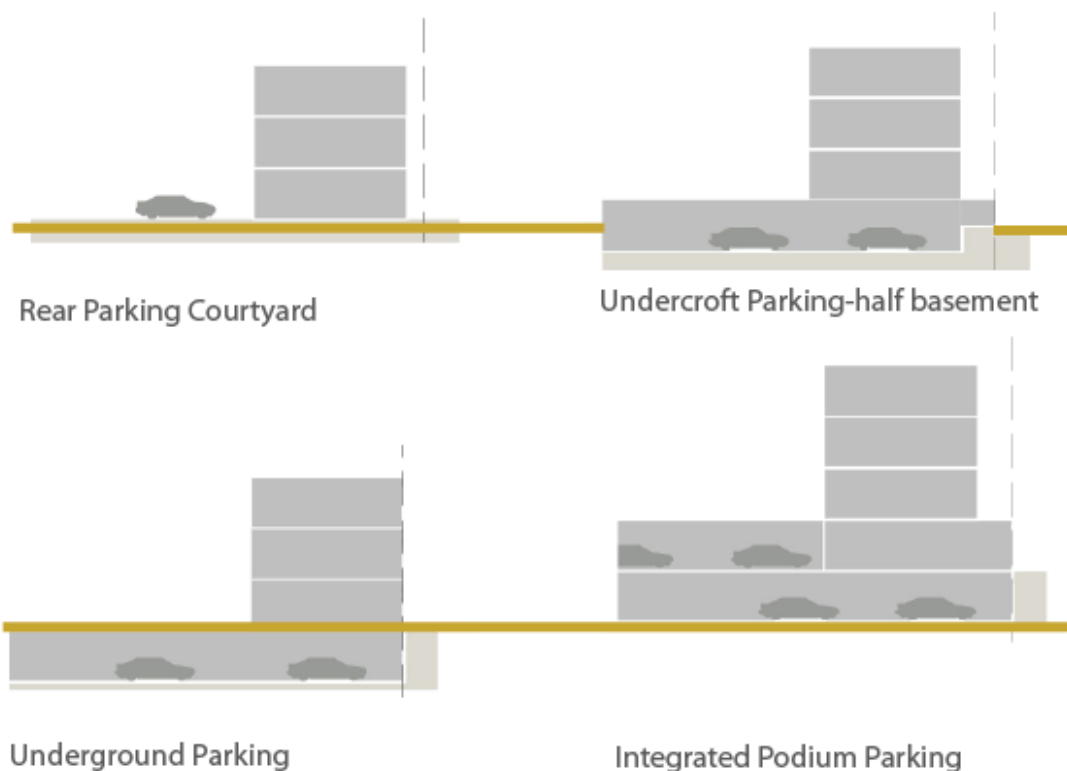 Rear Parking Courtyard
Undercroft Parking-half basement
Underground Parking
Integrated Podium Parking